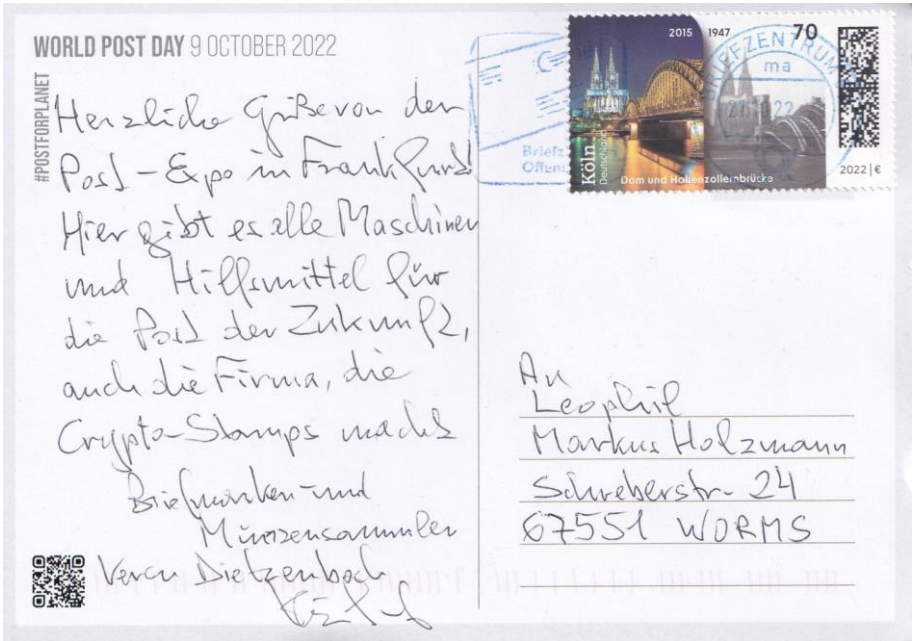 WORLD POST DAY 9 OCTOBER 2022
#POSTFORPLANET
Herzliche Grüße von der
Post-Expo in Frankfurt!
Hier gibt es alle Maschinen
und Hilfsmittel für
die Post der Zukunft,
auch die Firma, die
Crypto-Stamps macht
Briefmarken- und
Münzensammler
Verein Dietzenbach
2015 1947 70
Köln
Deutschland
Dom und Hohenzollernbrücke
2022 | €
BRIEFZENTRUM
ma
An
Leophil
Markus Holzmann
Schreberstr. 24
67551 WORMS